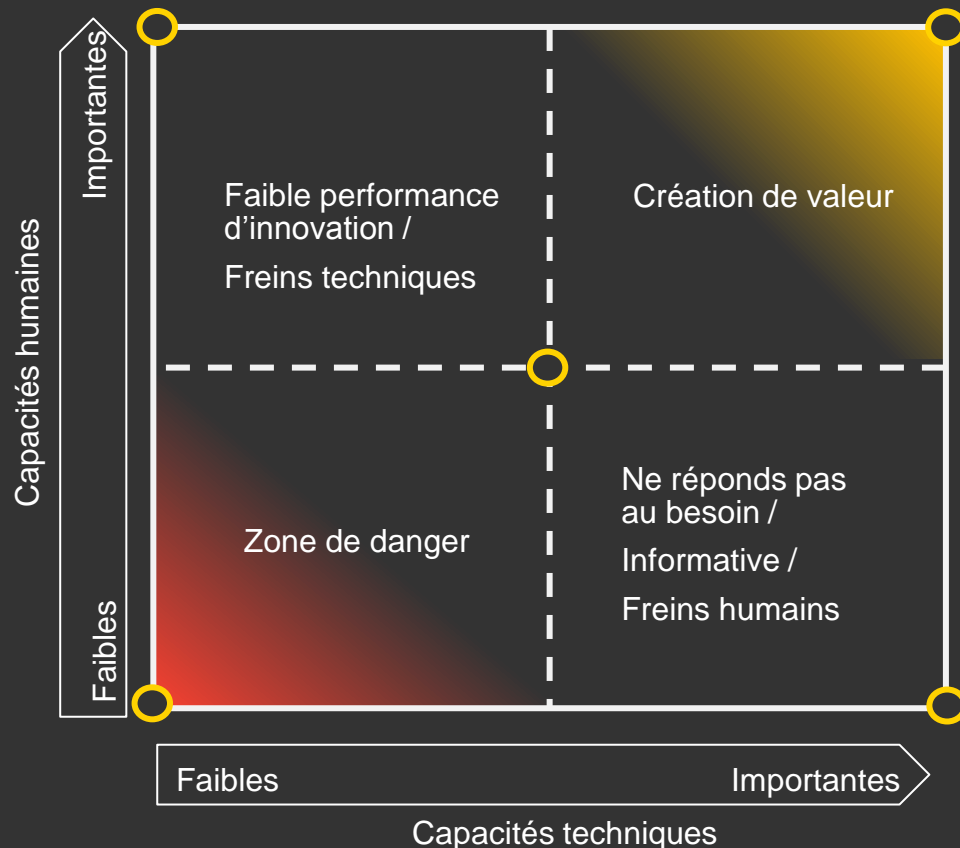 Importantes
Capacités humaines
Faibles
Faible performance
d’innovation /
Freins techniques
Création de valeur
Zone de danger
Ne réponds pas
au besoin /
Informative /
Freins humains
Faibles
Importantes
Capacités techniques